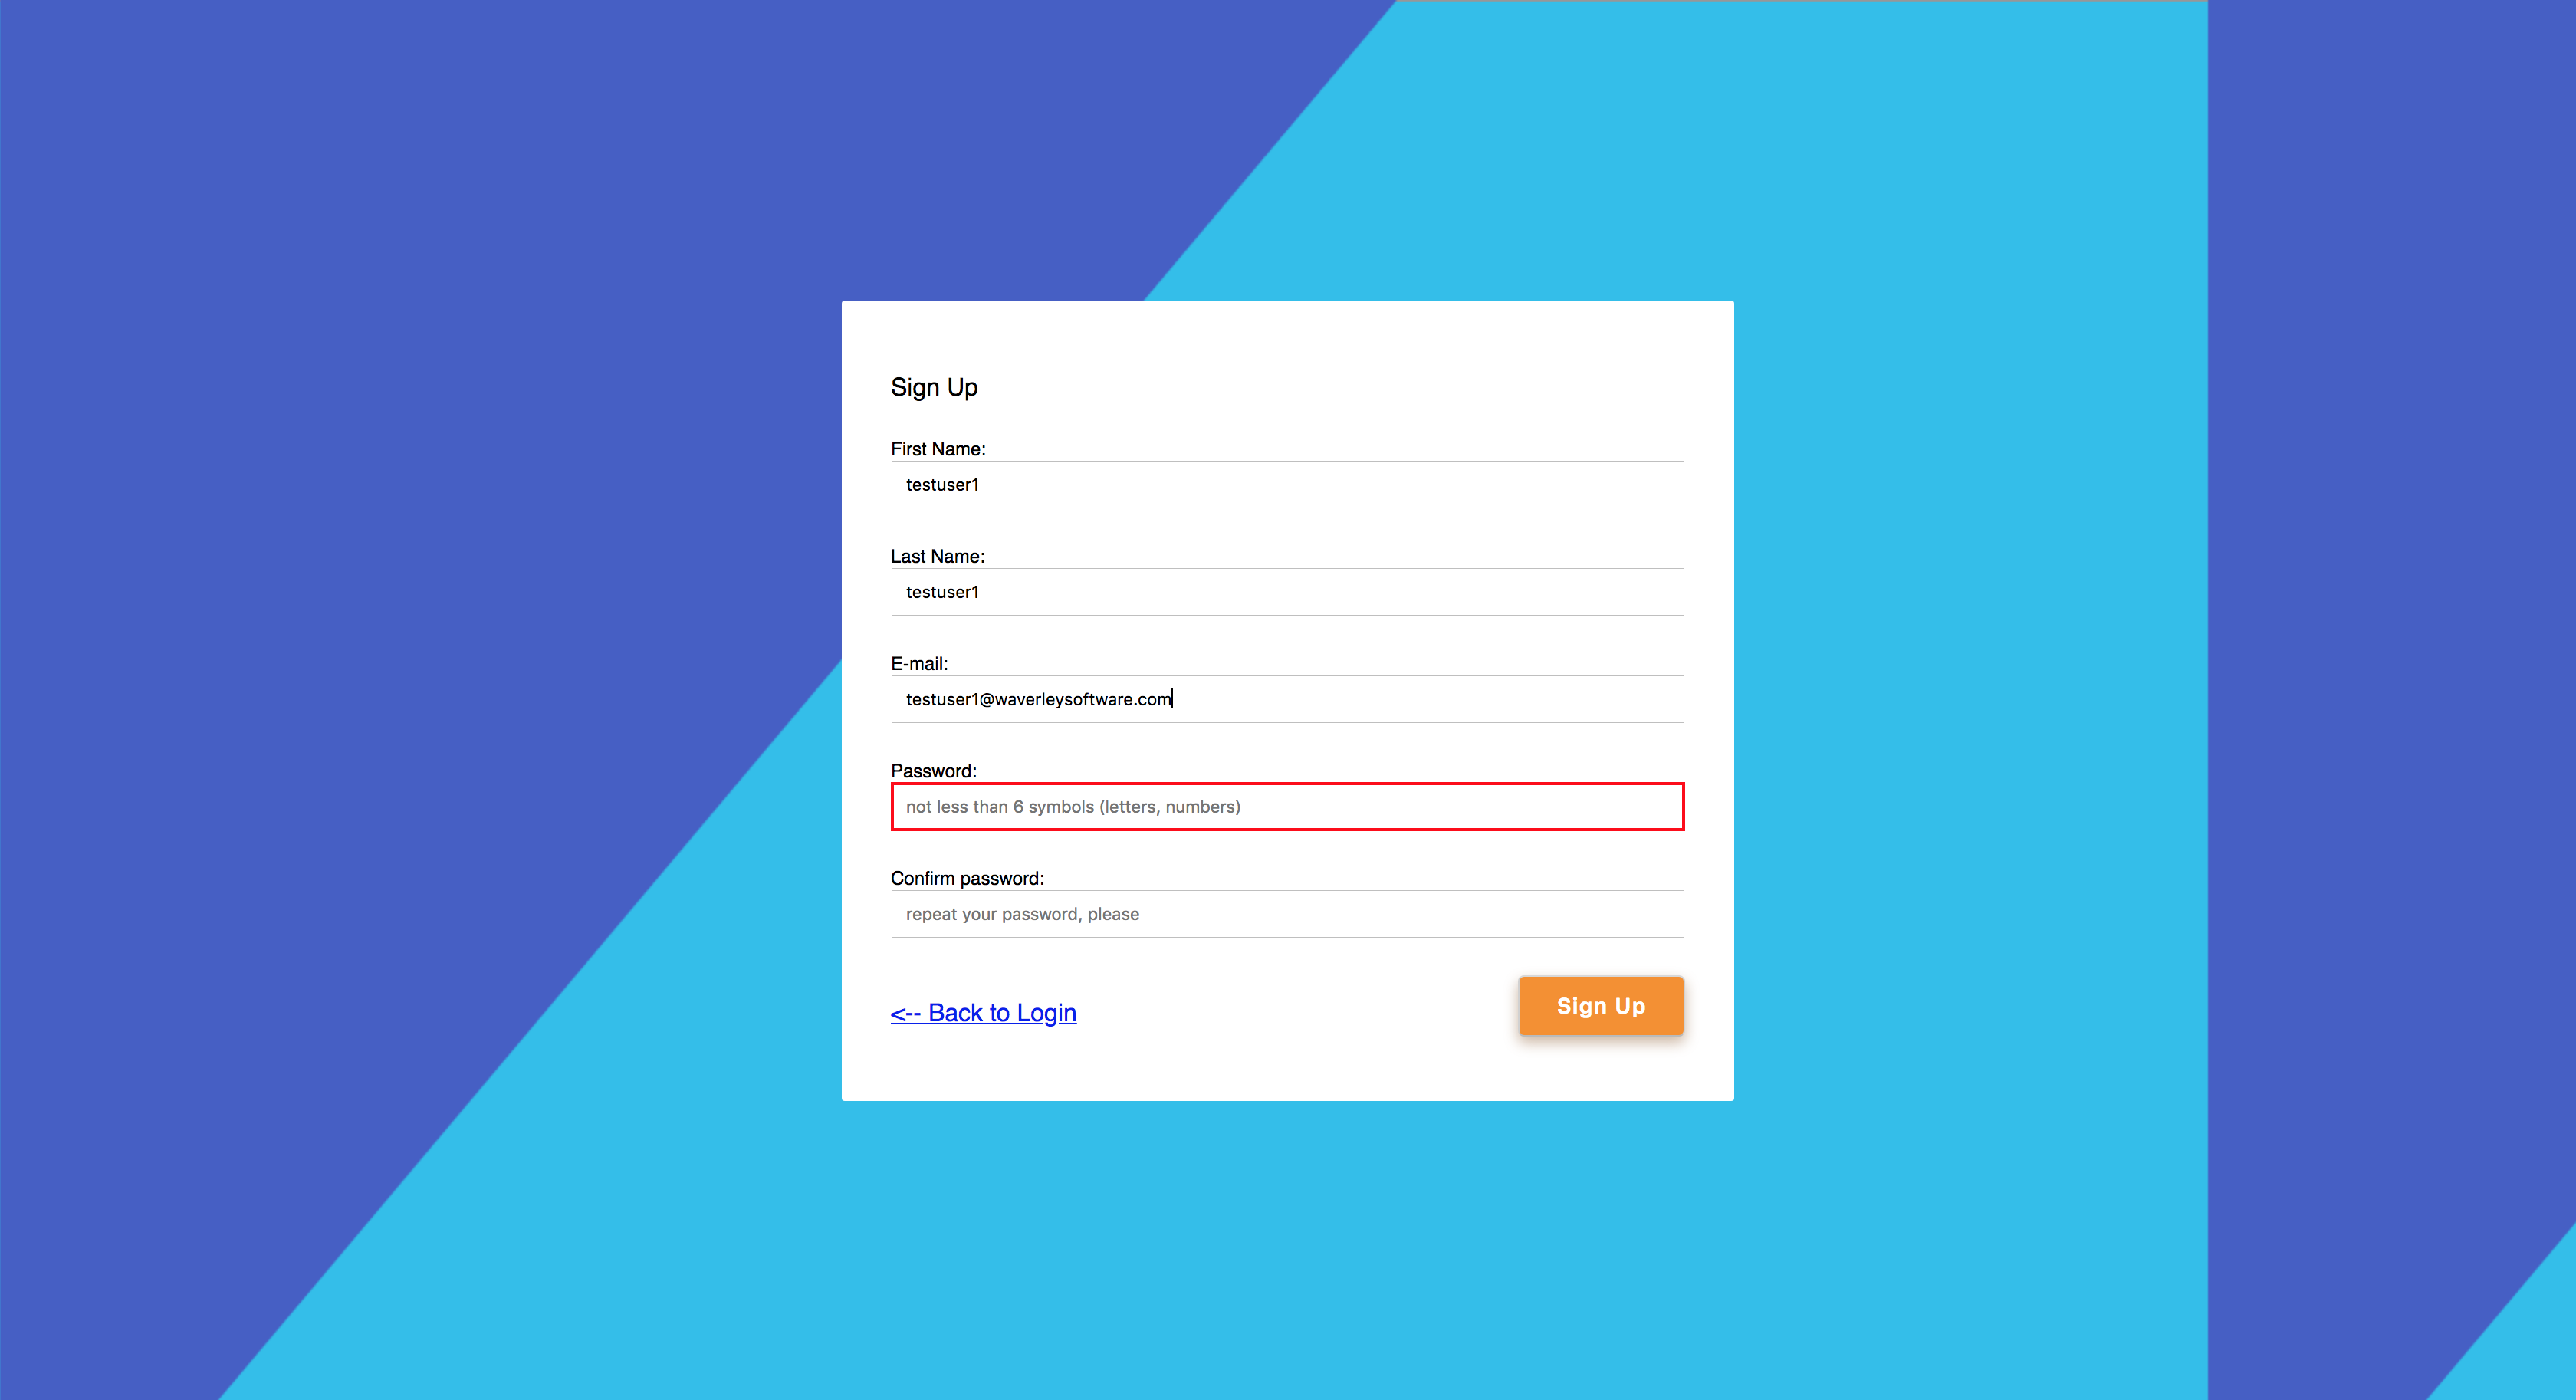 Sign Up
First Name:
testuser1
Last Name:
testuser1
E-mail:
testuser1@waverleysoftware.com
Password:
not less than 6 symbols (letters, numbers)
Confirm password:
repeat your password, please
<-- Back to Login
Sign Up